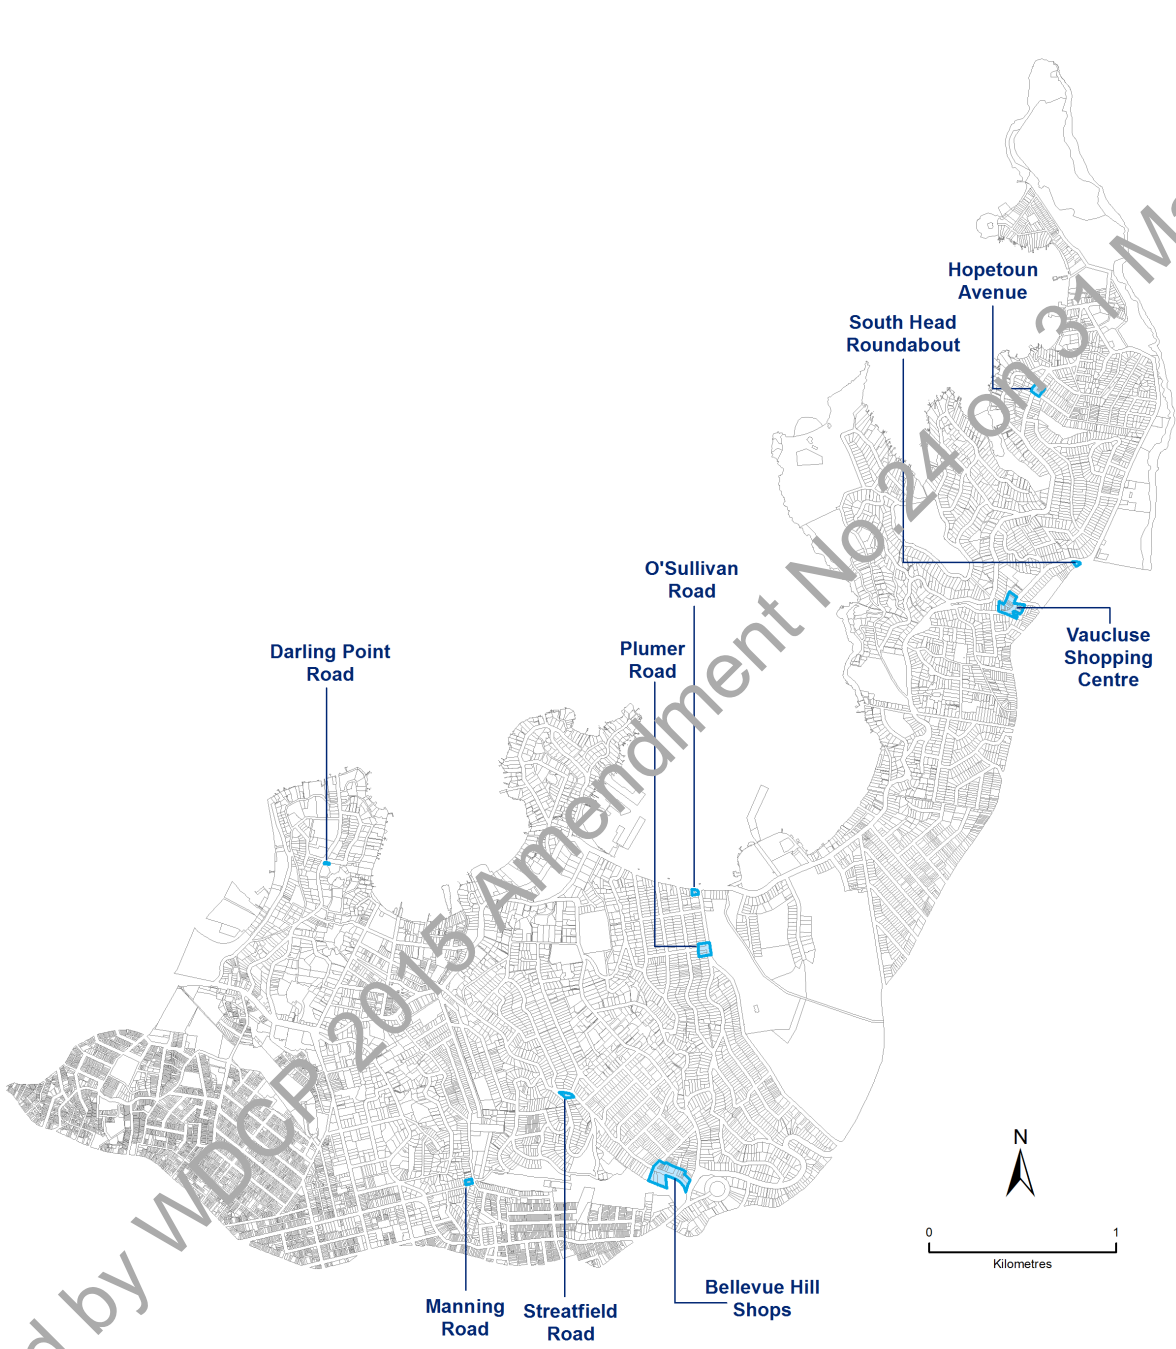 Hopetoun
Avenue
South Head
Roundabout
O'Sullivan
Road
Plumer
Road
Darling Point
Road
Vaucluse
Shopping
Centre
Manning
Road
Streatfield
Road
Bellevue Hill
Shops
N
0 1
Kilometres
by WDCP 2015 Amendment No.24 on 31